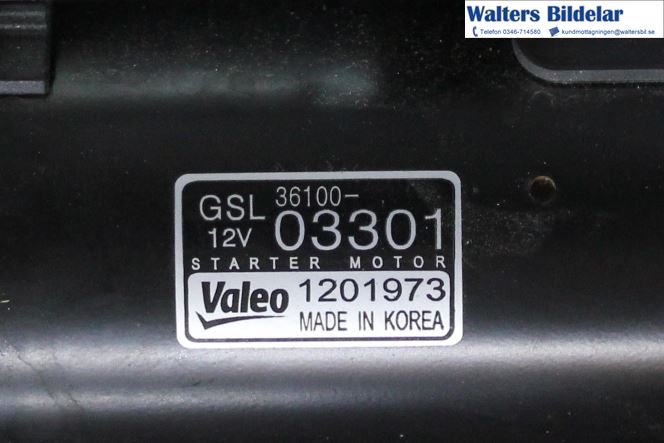 Walters Bildelar
Telefon 0346-714580 kundmottagningen@waltersbil.se
GSL 36100-
12V 03301
STARTER MOTOR
Valeo 1201973
MADE IN KOREA